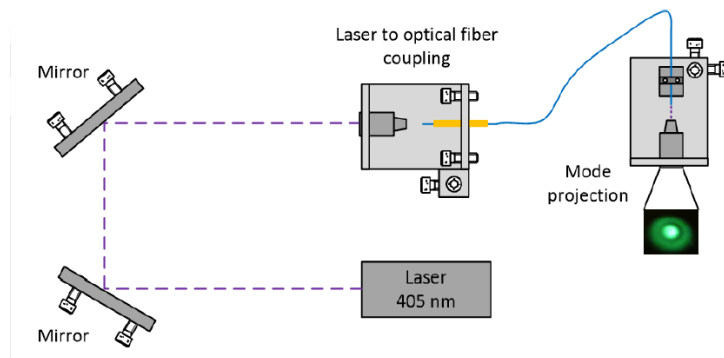 Laser to optical fiber
coupling
Mirror
Mode
projection
Laser
405 nm
Mirror